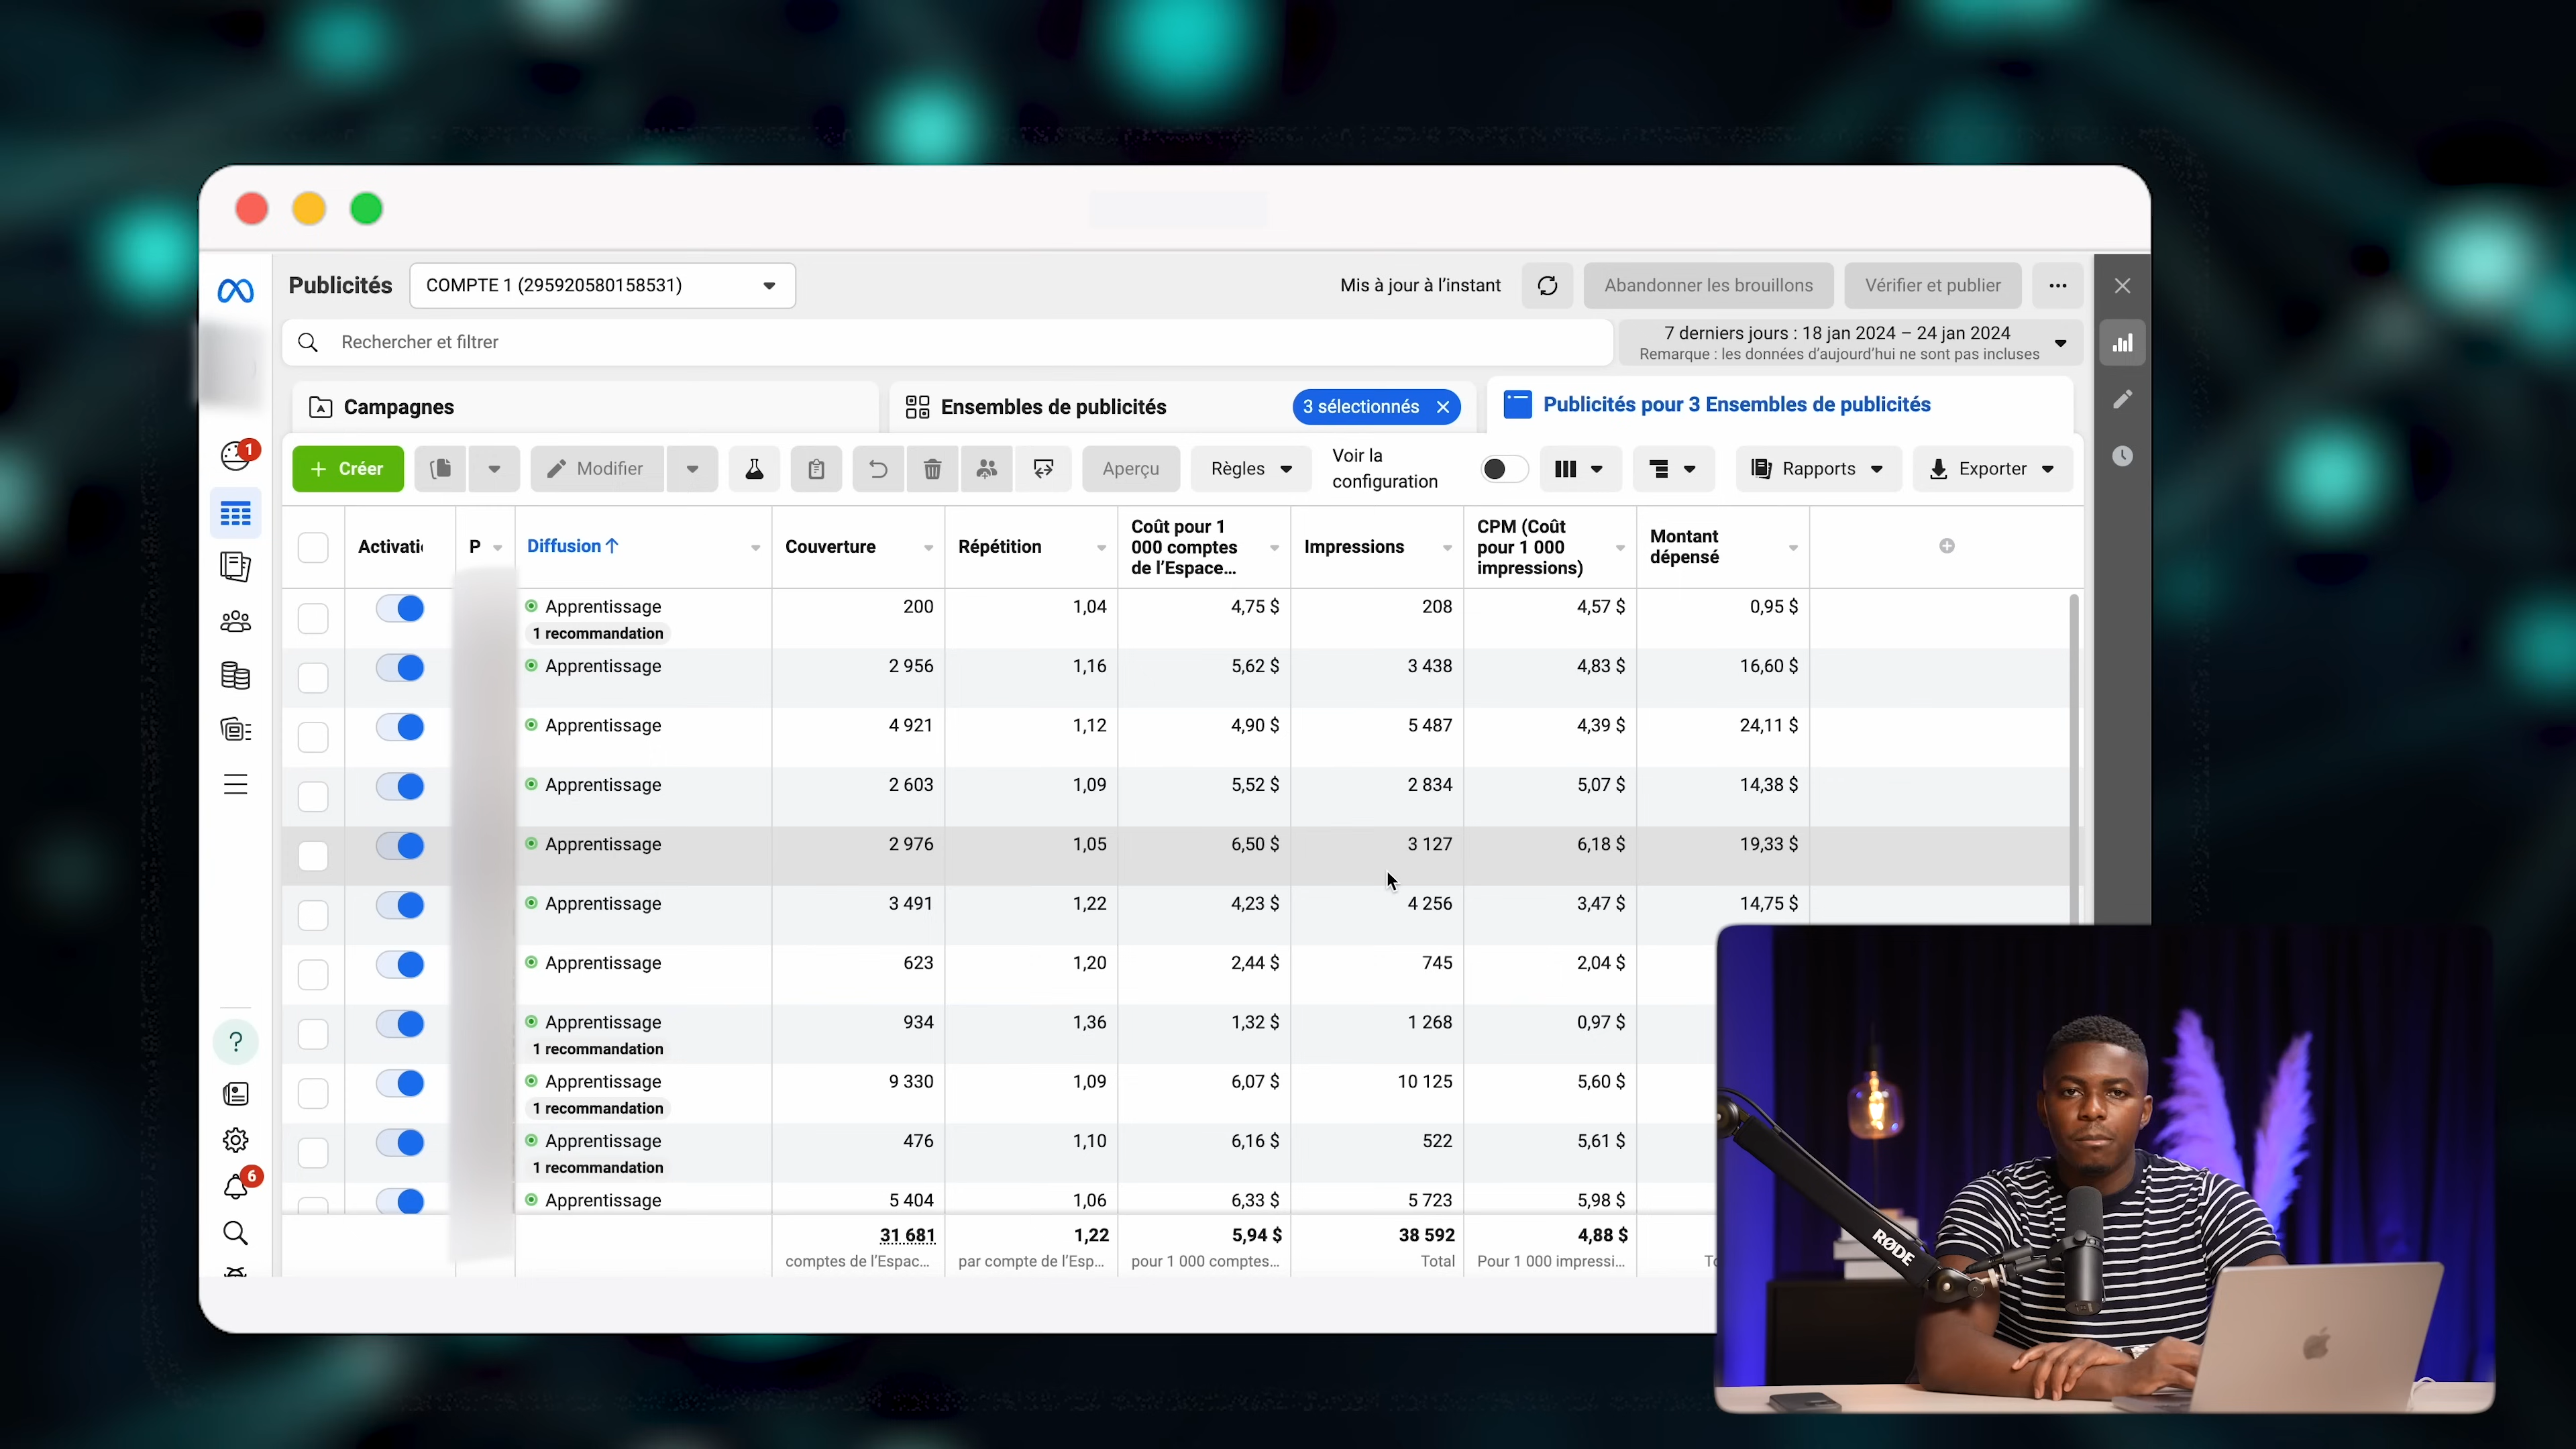 Publicités
COMPTE 1 (295920580158531)
Mis à jour à l’instant
Abandonner les brouillons
Vérifier et publier
Rechercher et filtrer
7 derniers jours : 18 jan 2024 – 24 jan 2024
Remarque : les données d’aujourd’hui ne sont pas incluses
Campagnes
Ensembles de publicités
3 sélectionnés
Publicités pour 3 Ensembles de publicités
1
+ Créer
Modifier
Aperçu
Règles
Voir la
configuration
Rapports
Exporter
Activati
P
Diffusion
Couverture
Répétition
Coût pour 1
000 comptes
de l’Espace...
Impressions
CPM (Coût
pour 1 000
impressions)
Montant
dépensé
Apprentissage 200 1,04 4,75 $ 208 4,57 $ 0,95 $
1 recommandation
Apprentissage 2 956 1,16 5,62 $ 3 438 4,83 $ 16,60 $
Apprentissage 4 921 1,12 4,90 $ 5 487 4,39 $ 24,11 $
Apprentissage 2 603 1,09 5,52 $ 2 834 5,07 $ 14,38 $
Apprentissage 2 976 1,05 6,50 $ 3 127 6,18 $ 19,33 $
Apprentissage 3 491 1,22 4,23 $ 4 256 3,47 $ 14,75 $
Apprentissage 623 1,20 2,44 $ 745 2,04 $
Apprentissage 934 1,36 1,32 $ 1 268 0,97 $
1 recommandation
Apprentissage 9 330 1,09 6,07 $ 10 125 5,60 $
1 recommandation
Apprentissage 476 1,10 6,16 $ 522 5,61 $
1 recommandation
Apprentissage 5 404 1,06 6,33 $ 5 723 5,98 $
31 681 1,22 5,94 $ 38 592 4,88 $
comptes de l’Espac... par compte de l’Esp... pour 1 000 comptes... Total Pour 1 000 impressi...
?
6
RØDE